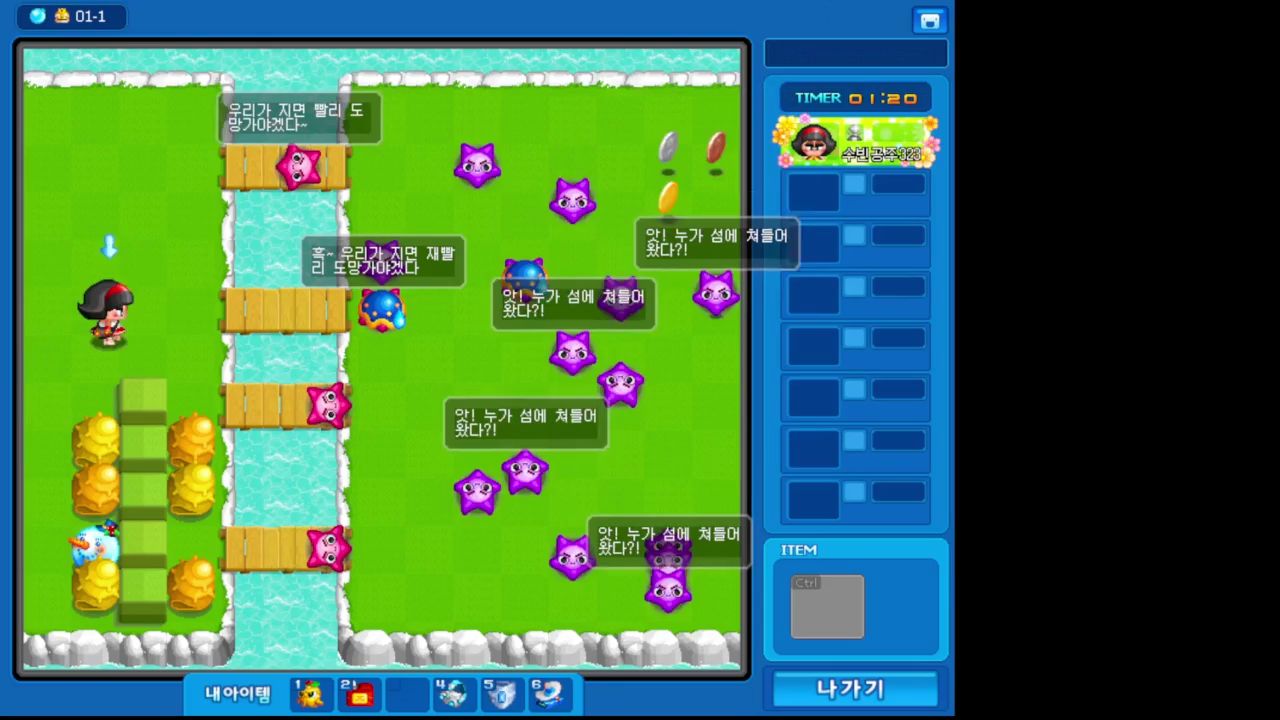 01-1
우리가 지면 빨리 도
망가야겠다~
TIMER 01:20
수빈공주323
앗! 누가 섬에 쳐들어
왔다?!
흑~ 우리가 지면 재빨
리 도망가야겠다
앗! 누가 섬에 쳐들어
왔다?!
앗! 누가 섬에 쳐들어
왔다?!
앗! 누가 섬에 쳐들어
왔다?!
ITEM
Ctrl
내아이템
1
2
4
5
6
나가기